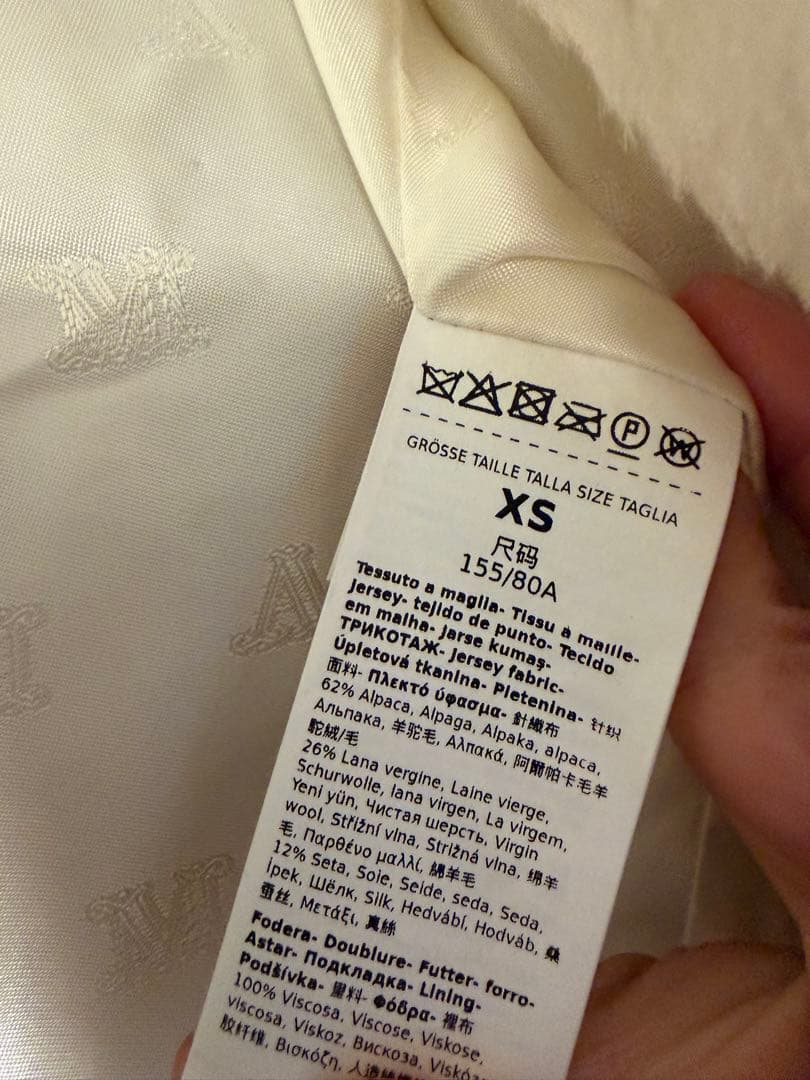 P
W
GRÖSSE TAILLE TALLA SIZE TAGLIA
XS
尺码
155/80A
Tessuto a maglia- Tissu à maille-
Jersey- tejido de punto- Tecido
em malha- Jarse kumaş-
ТРИКОТАЖ- Jersey fabric-
Úpletová tkanina- Pletenina- 针织
面料- Πλεκτό ύφασμα- 針織布
62% Alpaca, Alpaga, Alpaka, alpaca,
Альпака, 羊驼毛, Αλπακά, 阿爾帕卡毛羊
駝絨/毛
26% Lana vergine, Laine vierge,
Schurwolle, lana virgen, La virgem,
Yeni yün, Чистая шерсть, Virgin
wool, Střižní vlna, Strižná vlna, 绵羊
毛, Παρθένο μαλλί, 綿羊毛
12% Seta, Soie, Seide, seda, Seda,
İpek, Шёлк, Silk, Hedvábí, Hodváb, 桑
蚕丝, Μετάξι, 真絲
Fodera- Doublure- Futter- forro-
Astar- Подкладка- Lining-
Podšívka- 里料- Φόδρα- 裡布
100% Viscosa, Viscose, Viskose,
viscosa, Viskoz, Вискоза, Viskóza
胶纤维, Βισκόζη,